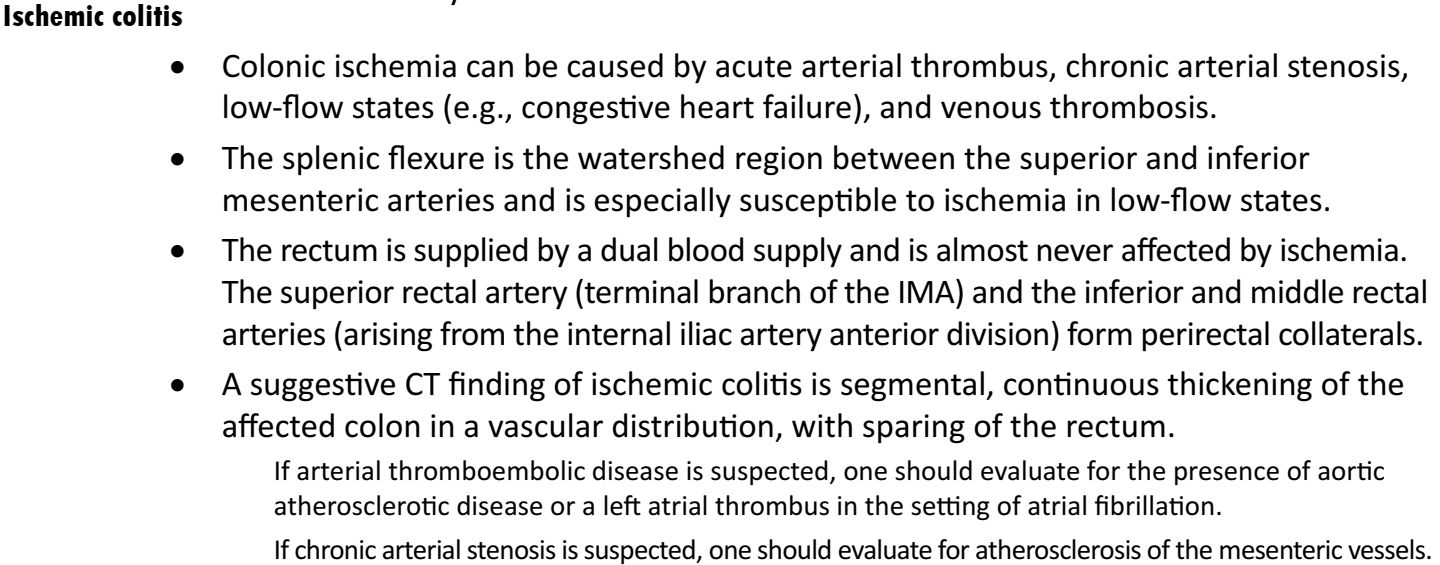 Ischemic colitis
• Colonic ischemia can be caused by acute arterial thrombus, chronic arterial stenosis,
low-flow states (e.g., congestive heart failure), and venous thrombosis.
• The splenic flexure is the watershed region between the superior and inferior
mesenteric arteries and is especially susceptible to ischemia in low-flow states.
• The rectum is supplied by a dual blood supply and is almost never affected by ischemia.
The superior rectal artery (terminal branch of the IMA) and the inferior and middle rectal
arteries (arising from the internal iliac artery anterior division) form perirectal collaterals.
• A suggestive CT finding of ischemic colitis is segmental, continuous thickening of the
affected colon in a vascular distribution, with sparing of the rectum.
If arterial thromboembolic disease is suspected, one should evaluate for the presence of aortic
atherosclerotic disease or a left atrial thrombus in the setting of atrial fibrillation.
If chronic arterial stenosis is suspected, one should evaluate for atherosclerosis of the mesenteric vessels.